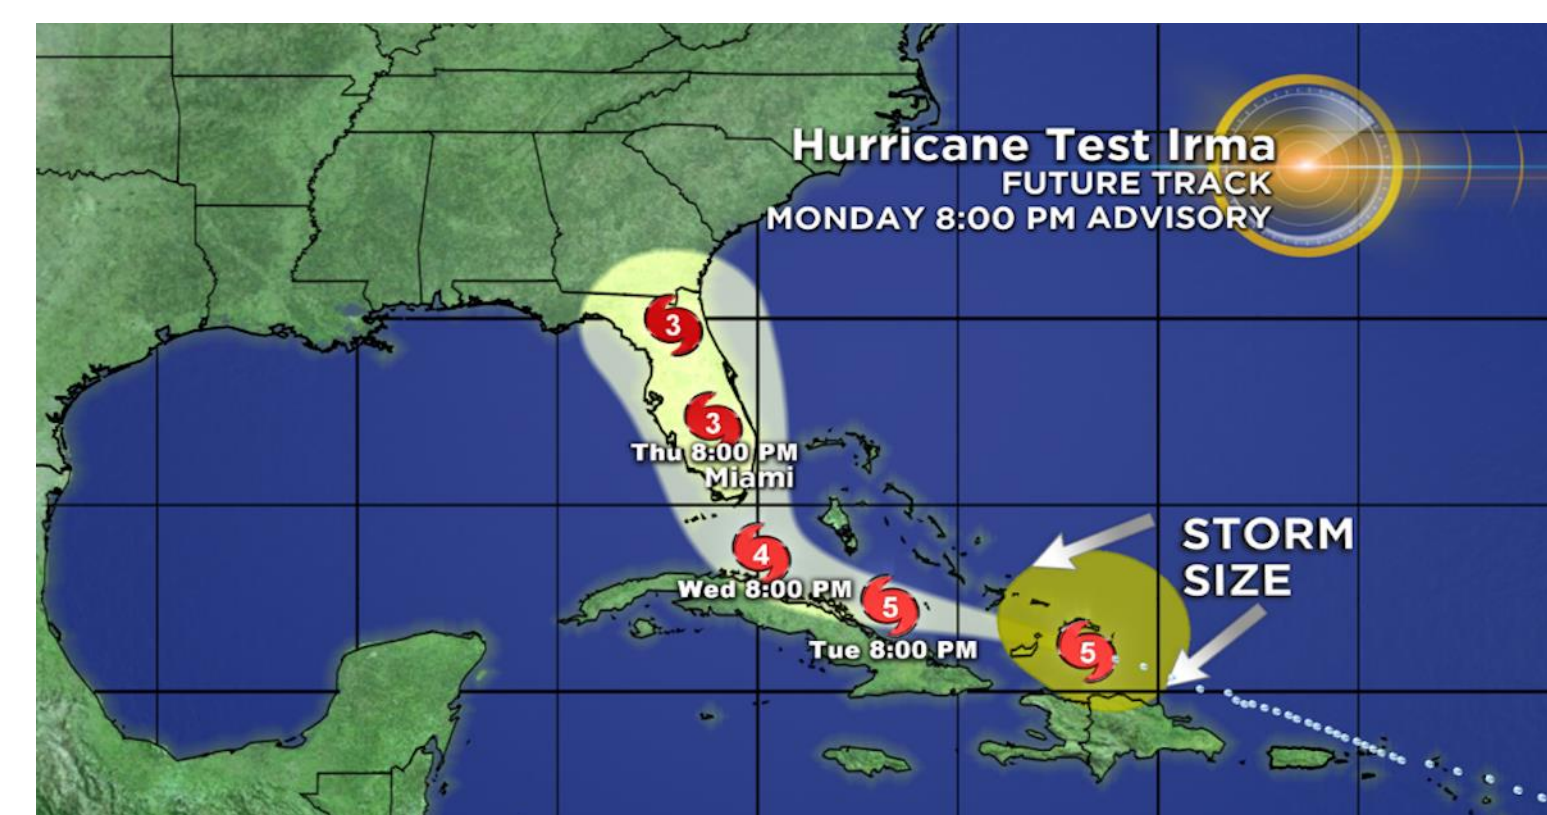 Hurricane Test Irma
FUTURE TRACK
MONDAY 8:00 PM ADVISORY
3
3
Thu 8:00 PM
Miami
STORM
SIZE
4
Wed 8:00 PM
5
Tue 8:00 PM
5